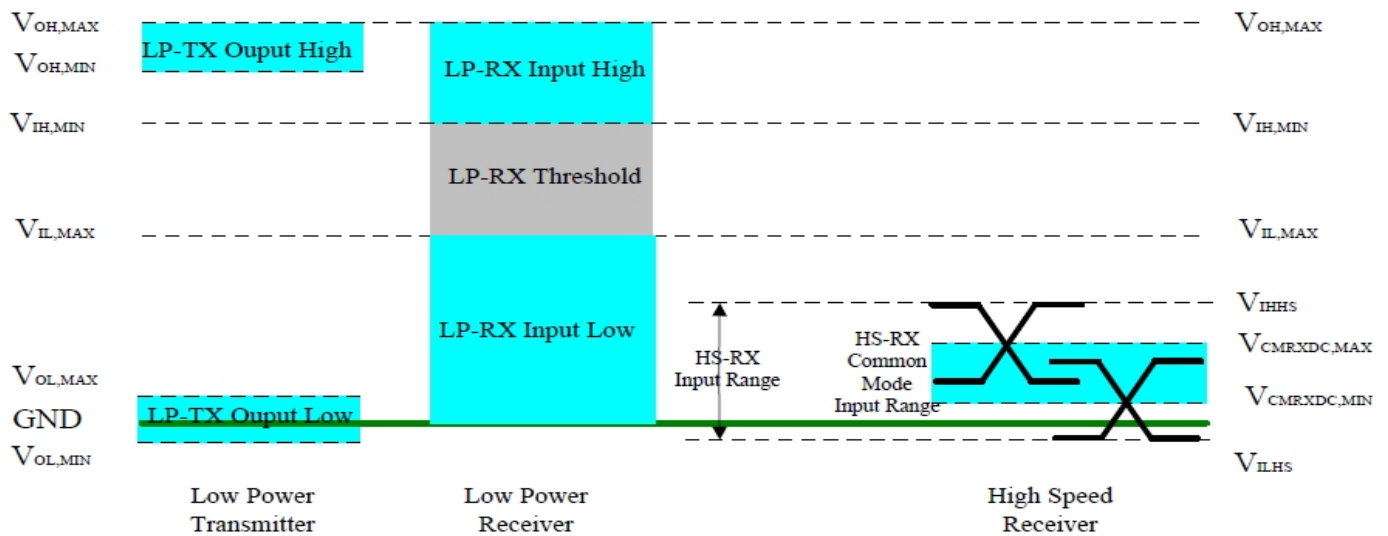 VOH,MAX
LP-TX Ouput High
VOH,MIN
VIH,MIN
VIL,MAX
VOL,MAX
LP-TX Ouput Low
GND
VOL,MIN
Low Power
Transmitter
LP-RX Input High
LP-RX Threshold
LP-RX Input Low
Low Power
Receiver
HS-RX
Input Range
HS-RX
Common
Mode
Input Range
High Speed
Receiver
VOH,MAX
VIH,MIN
VIL,MAX
VIHHS
VCMRXDC,MAX
VCMRXDC,MIN
VILHS